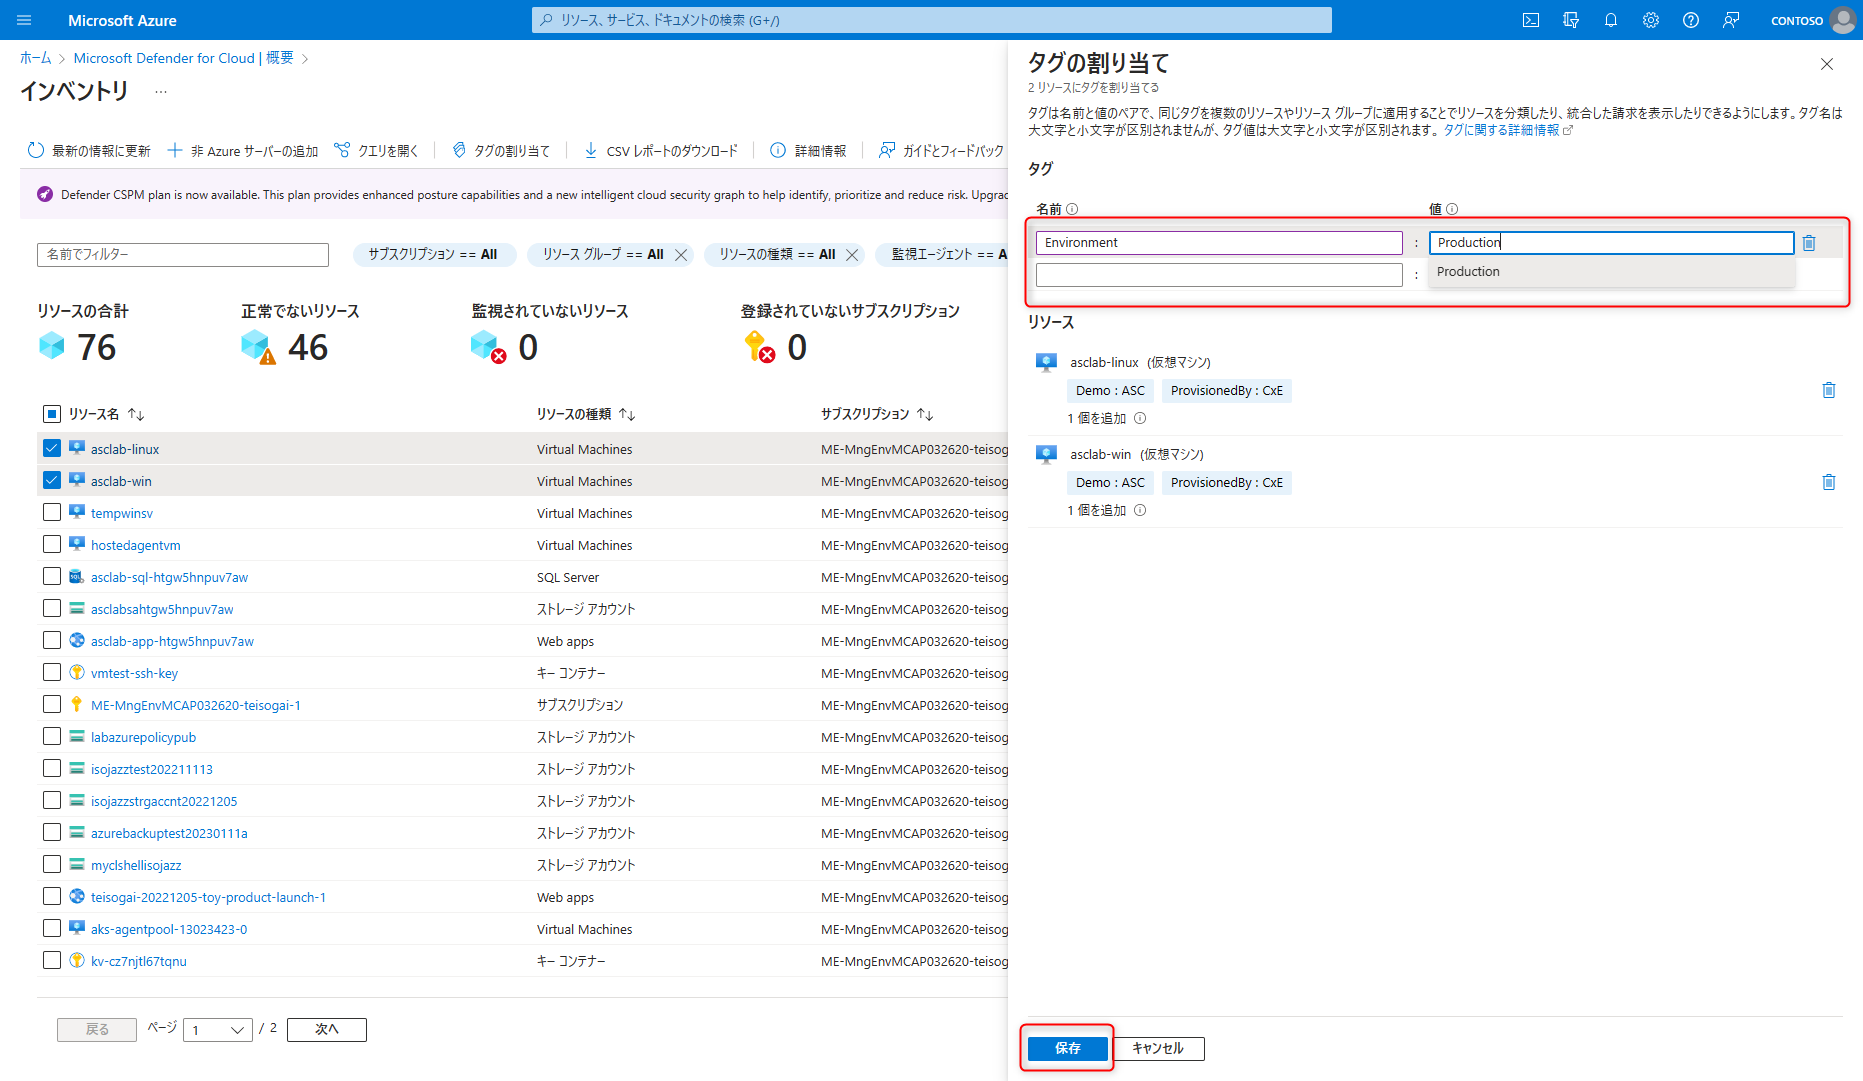 Microsoft Azure
リソース、サービス、ドキュメントの検索 (G+/)
CONTOSO
ホーム > Microsoft Defender for Cloud | 概要 >
インベントリ ...
最新の情報に更新 非 Azure サーバーの追加 クエリを開く タグの割り当て CSV レポートのダウンロード 詳細情報 ガイドとフィードバック
Defender CSPM plan is now available. This plan provides enhanced posture capabilities and a new intelligent cloud security graph to help identify, prioritize and reduce risk. Upgrad
名前でフィルター サブスクリプション == All リソース グループ == All リソースの種類 == All 監視エージェント == A
リソースの合計 正常でないリソース 監視されていないリソース 登録されていないサブスクリプション
76 46 0 0
リソース名 リソースの種類 サブスクリプション
asclab-linux Virtual Machines ME-MngEnvMCAP032620-teisog
asclab-win Virtual Machines ME-MngEnvMCAP032620-teisog
tempwinsv Virtual Machines ME-MngEnvMCAP032620-teisog
hostedagentvm Virtual Machines ME-MngEnvMCAP032620-teisog
asclab-sql-htgw5hnpuv7aw SQL Server ME-MngEnvMCAP032620-teisog
asclabsahtgw5hnpuv7aw ストレージ アカウント ME-MngEnvMCAP032620-teisog
asclab-app-htgw5hnpuv7aw Web apps ME-MngEnvMCAP032620-teisog
vmtest-ssh-key キー コンテナー ME-MngEnvMCAP032620-teisog
ME-MngEnvMCAP032620-teisogai-1 サブスクリプション ME-MngEnvMCAP032620-teisog
labazurepolicypub ストレージ アカウント ME-MngEnvMCAP032620-teisog
isojazztest202211113 ストレージ アカウント ME-MngEnvMCAP032620-teisog
isojazzstrgaccnt20221205 ストレージ アカウント ME-MngEnvMCAP032620-teisog
azurebackuptest20230111a ストレージ アカウント ME-MngEnvMCAP032620-teisog
myclshellisojazz ストレージ アカウント ME-MngEnvMCAP032620-teisog
teisogai-20221205-toy-product-launch-1 Web apps ME-MngEnvMCAP032620-teisog
aks-agentpool-13023423-0 Virtual Machines ME-MngEnvMCAP032620-teisog
kv-cz7njtl67tqnu キー コンテナー ME-MngEnvMCAP032620-teisog
戻る ページ 1 / 2 次へ
タグの割り当て
2 リソースにタグを割り当てる
タグは名前と値のペアで、同じタグを複数のリソースやリソース グループに適用することでリソースを分類したり、統合した請求を表示したりできるようにします。タグ名は
大文字と小文字が区別されませんが、タグ値は大文字と小文字が区別されます。 タグに関する詳細情報
タグ
名前 値
Environment : Production
: Production
リソース
asclab-linux (仮想マシン)
Demo : ASC ProvisionedBy : CxE
1 個を追加
asclab-win (仮想マシン)
Demo : ASC ProvisionedBy : CxE
1 個を追加
保存 キャンセル